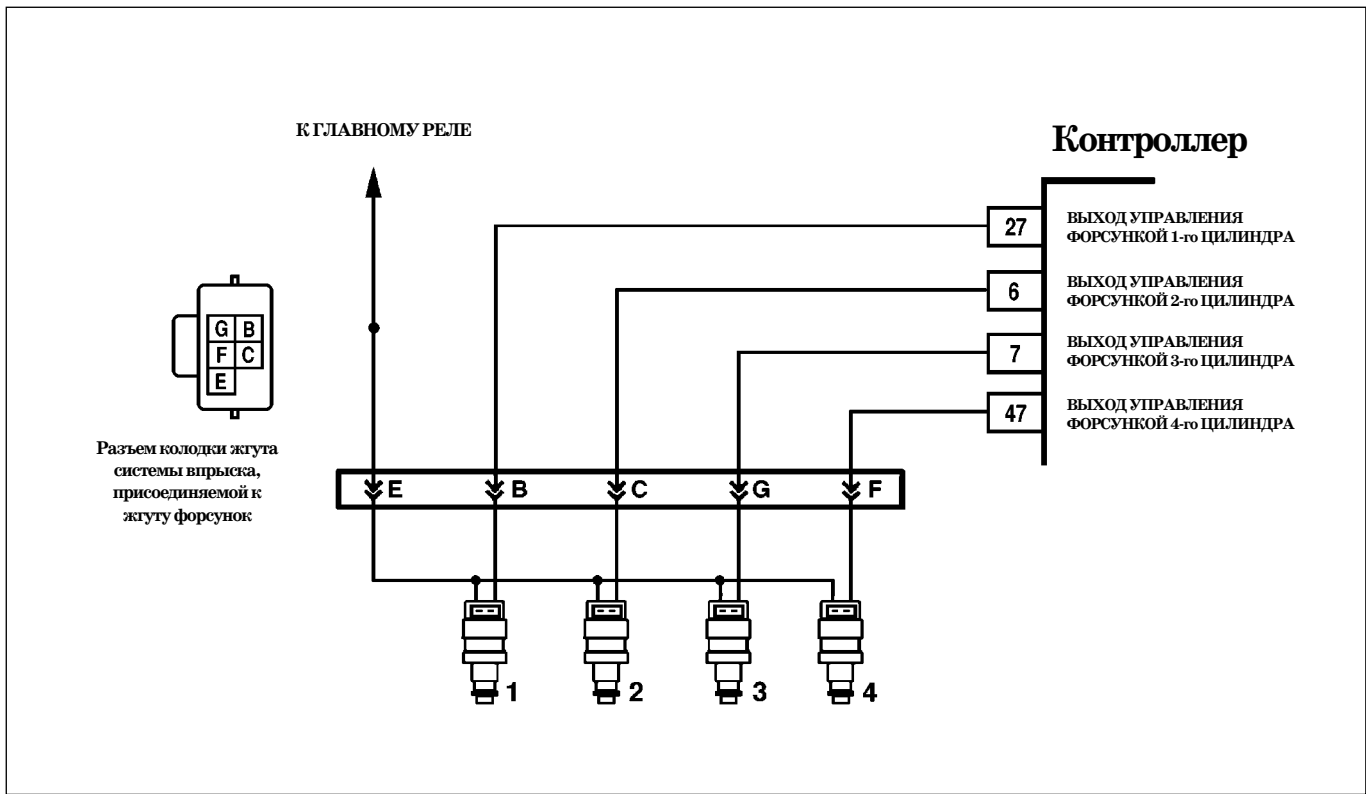 К ГЛАВНОМУ РЕЛЕ
Контроллер
27
ВЫХОД УПРАВЛЕНИЯ
ФОРСУНКОЙ 1-го ЦИЛИНДРА
6
ВЫХОД УПРАВЛЕНИЯ
ФОРСУНКОЙ 2-го ЦИЛИНДРА
7
ВЫХОД УПРАВЛЕНИЯ
ФОРСУНКОЙ 3-го ЦИЛИНДРА
47
ВЫХОД УПРАВЛЕНИЯ
ФОРСУНКОЙ 4-го ЦИЛИНДРА
G B
F C
E
Разъем колодки жгута
системы впрыска,
присоединяемой к
жгуту форсунок
E B C G F
1 2 3 4